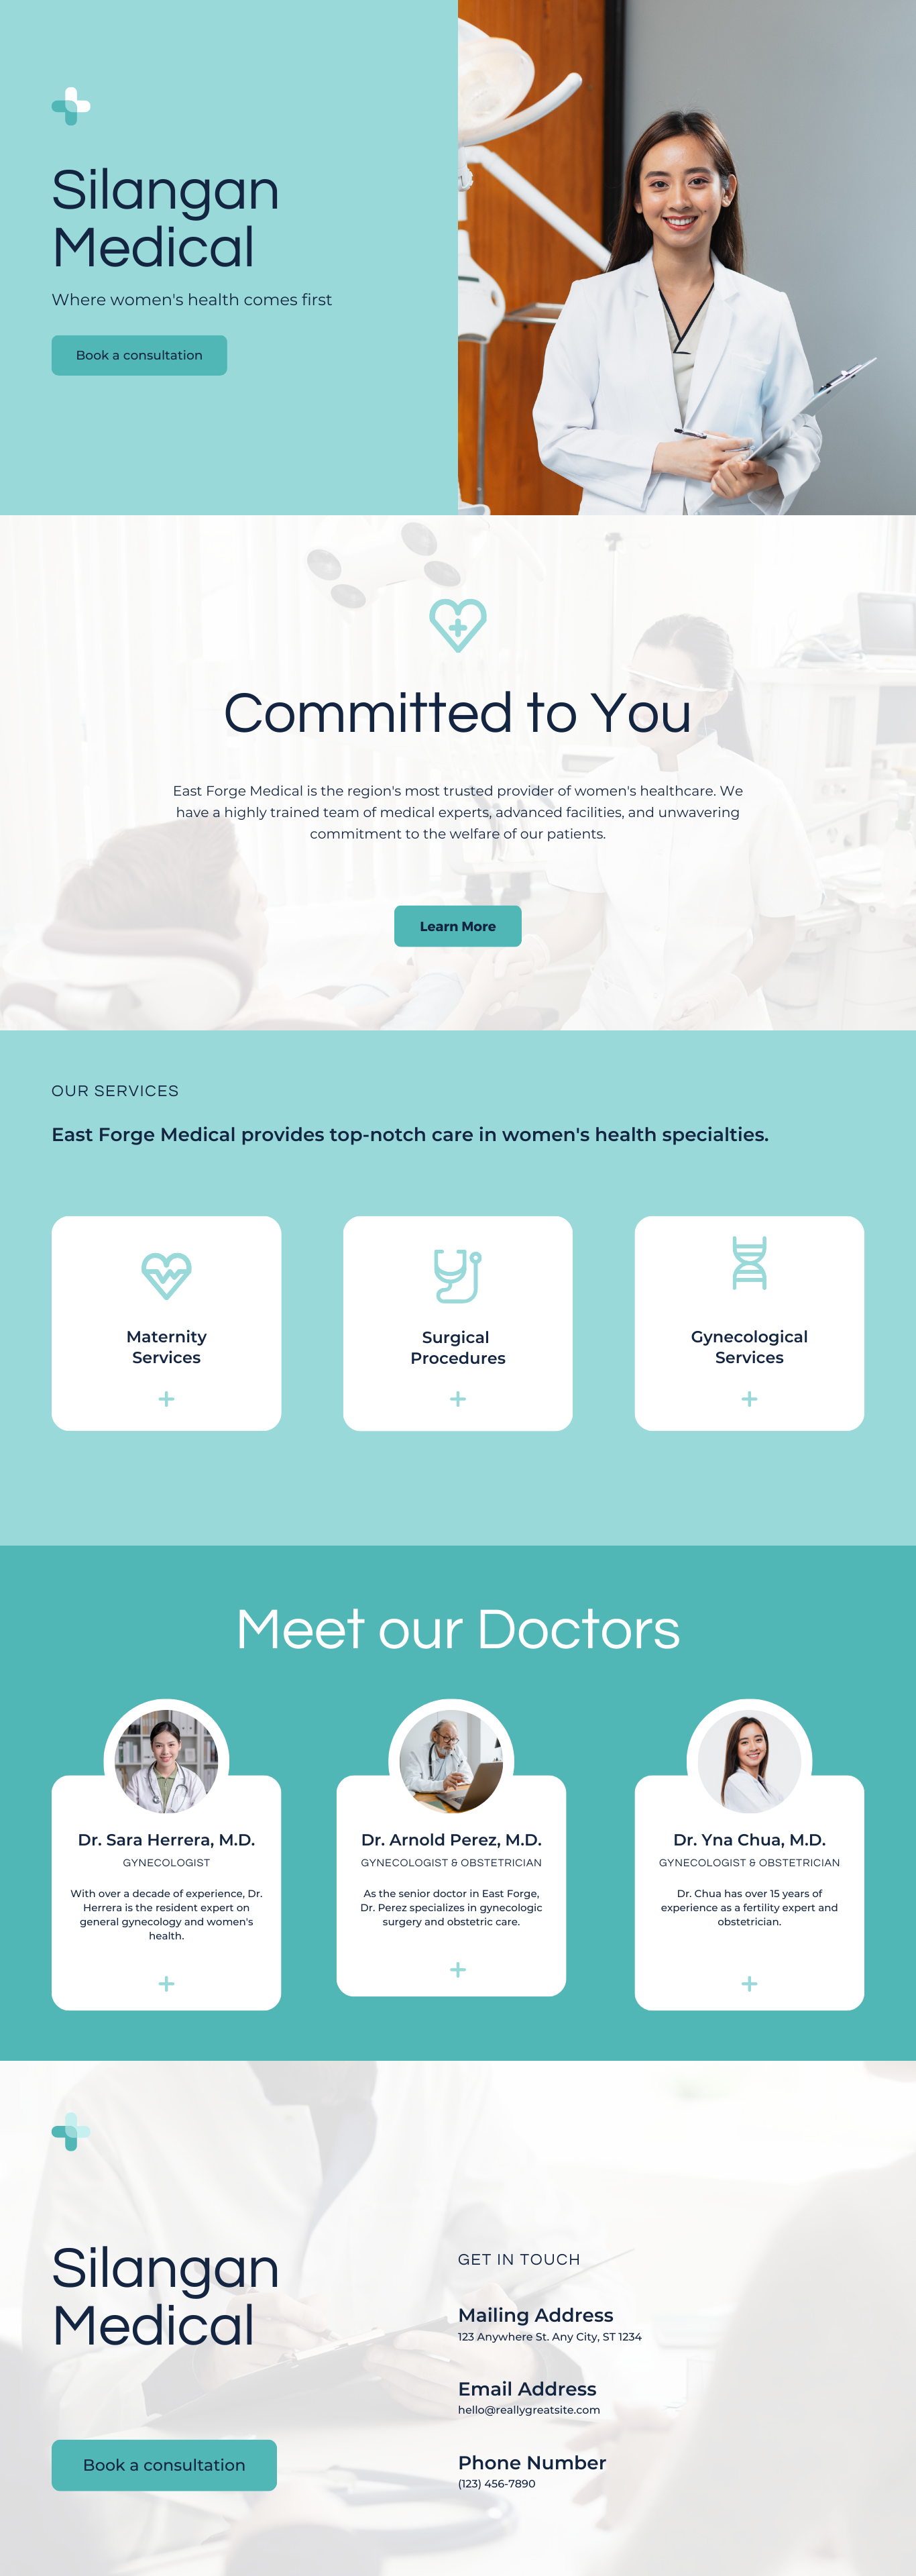 Silangan
Medical
Where women's health comes first
Book a consultation
Committed to You
East Forge Medical is the region's most trusted provider of women's healthcare. We
have a highly trained team of medical experts, advanced facilities, and unwavering
commitment to the welfare of our patients.
Learn More
OUR SERVICES
East Forge Medical provides top-notch care in women's health specialties.
Maternity
Services
Surgical
Procedures
Gynecological
Services
Meet our Doctors
Dr. Sara Herrera, M.D.
GYNECOLOGIST
With over a decade of experience, Dr.
Herrera is the resident expert on
general gynecology and women's
health.
Dr. Arnold Perez, M.D.
GYNECOLOGIST & OBSTETRICIAN
As the senior doctor in East Forge,
Dr. Perez specializes in gynecologic
surgery and obstetric care.
Dr. Yna Chua, M.D.
GYNECOLOGIST & OBSTETRICIAN
Dr. Chua has over 15 years of
experience as a fertility expert and
obstetrician.
Silangan
Medical
Book a consultation
GET IN TOUCH
Mailing Address
123 Anywhere St. Any City, ST 1234
Email Address
hello@reallygreatsite.com
Phone Number
(123) 456-7890